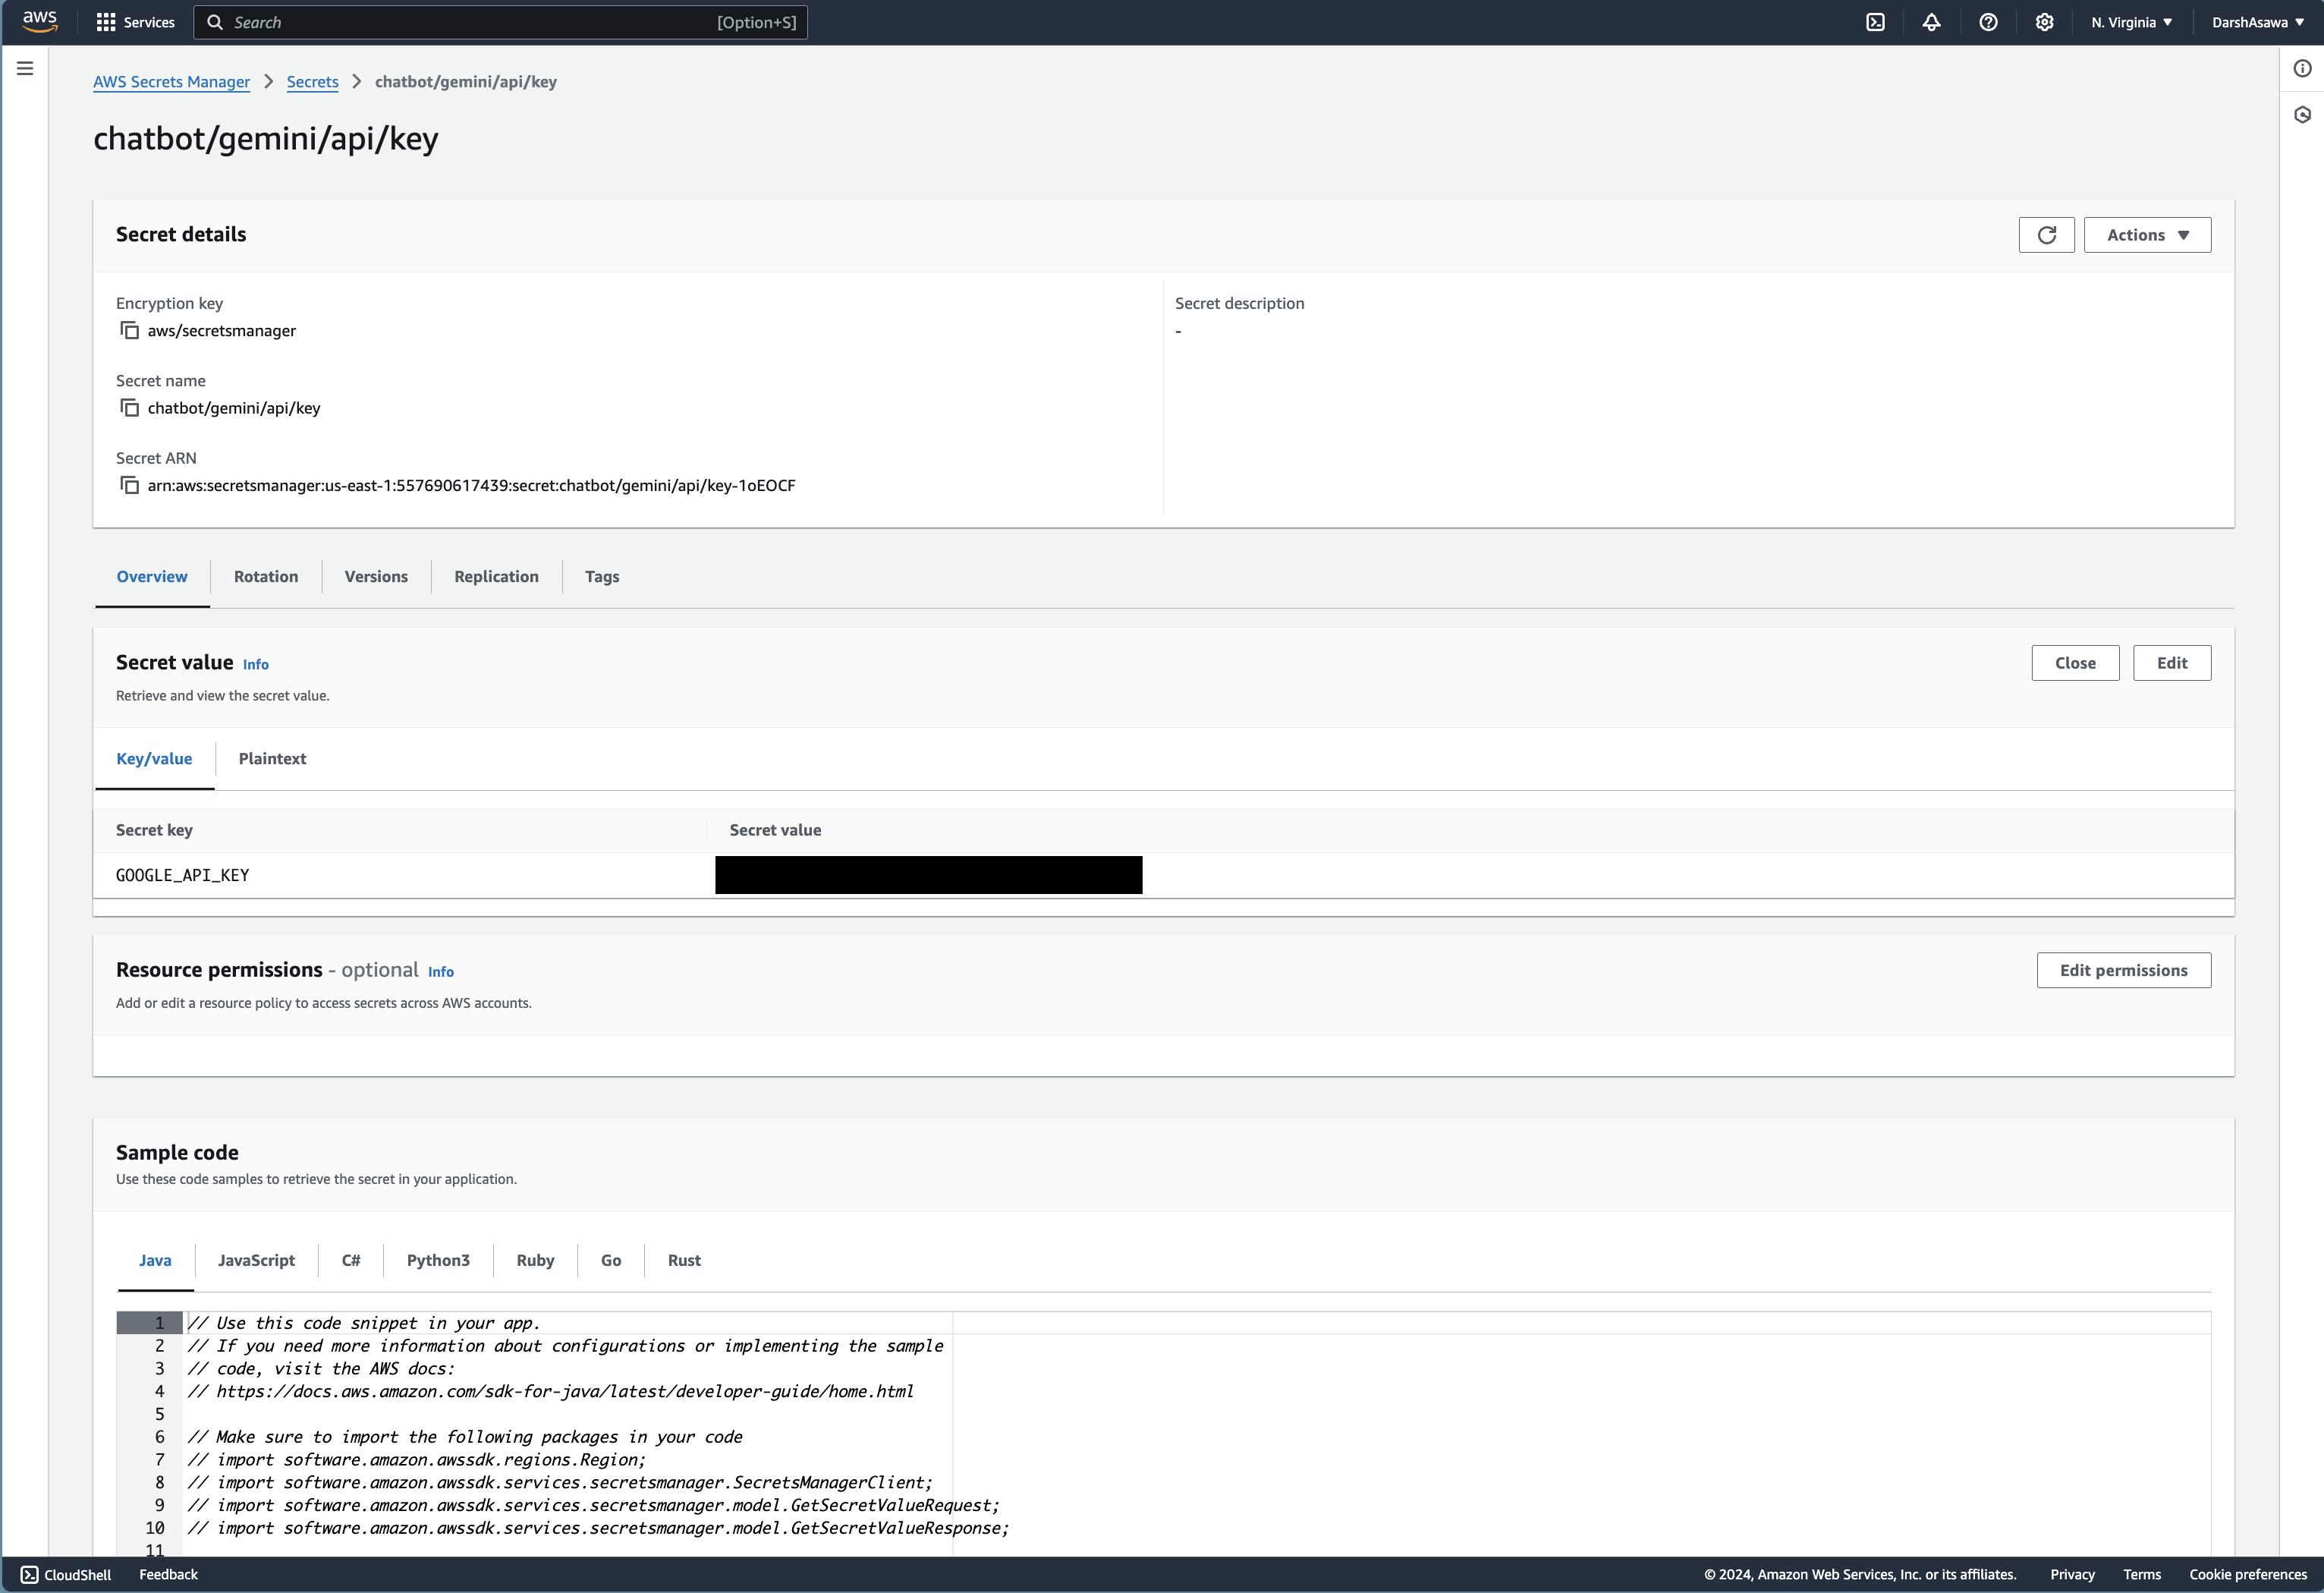 aws
Services
Search
[Option+S]
N. Virginia
DarshAsawa
AWS Secrets Manager
Secrets
chatbot/gemini/api/key
chatbot/gemini/api/key
Secret details
Actions
Encryption key
aws/secretsmanager
Secret description
-
Secret name
chatbot/gemini/api/key
Secret ARN
arn:aws:secretsmanager:us-east-1:557690617439:secret:chatbot/gemini/api/key-1oEOCF
Overview
Rotation
Versions
Replication
Tags
Secret value Info
Retrieve and view the secret value.
Close
Edit
Key/value
Plaintext
Secret key
Secret value
GOOGLE_API_KEY
Resource permissions - optional Info
Add or edit a resource policy to access secrets across AWS accounts.
Edit permissions
Sample code
Use these code samples to retrieve the secret in your application.
Java
JavaScript
C#
Python3
Ruby
Go
Rust
1 // Use this code snippet in your app.
2 // If you need more information about configurations or implementing the sample
3 // code, visit the AWS docs:
4 // https://docs.aws.amazon.com/sdk-for-java/latest/developer-guide/home.html
5
6 // Make sure to import the following packages in your code
7 // import software.amazon.awssdk.regions.Region;
8 // import software.amazon.awssdk.services.secretsmanager.SecretsManagerClient;
9 // import software.amazon.awssdk.services.secretsmanager.model.GetSecretValueRequest;
10 // import software.amazon.awssdk.services.secretsmanager.model.GetSecretValueResponse;
11
CloudShell
Feedback
© 2024, Amazon Web Services, Inc. or its affiliates.
Privacy
Terms
Cookie preferences